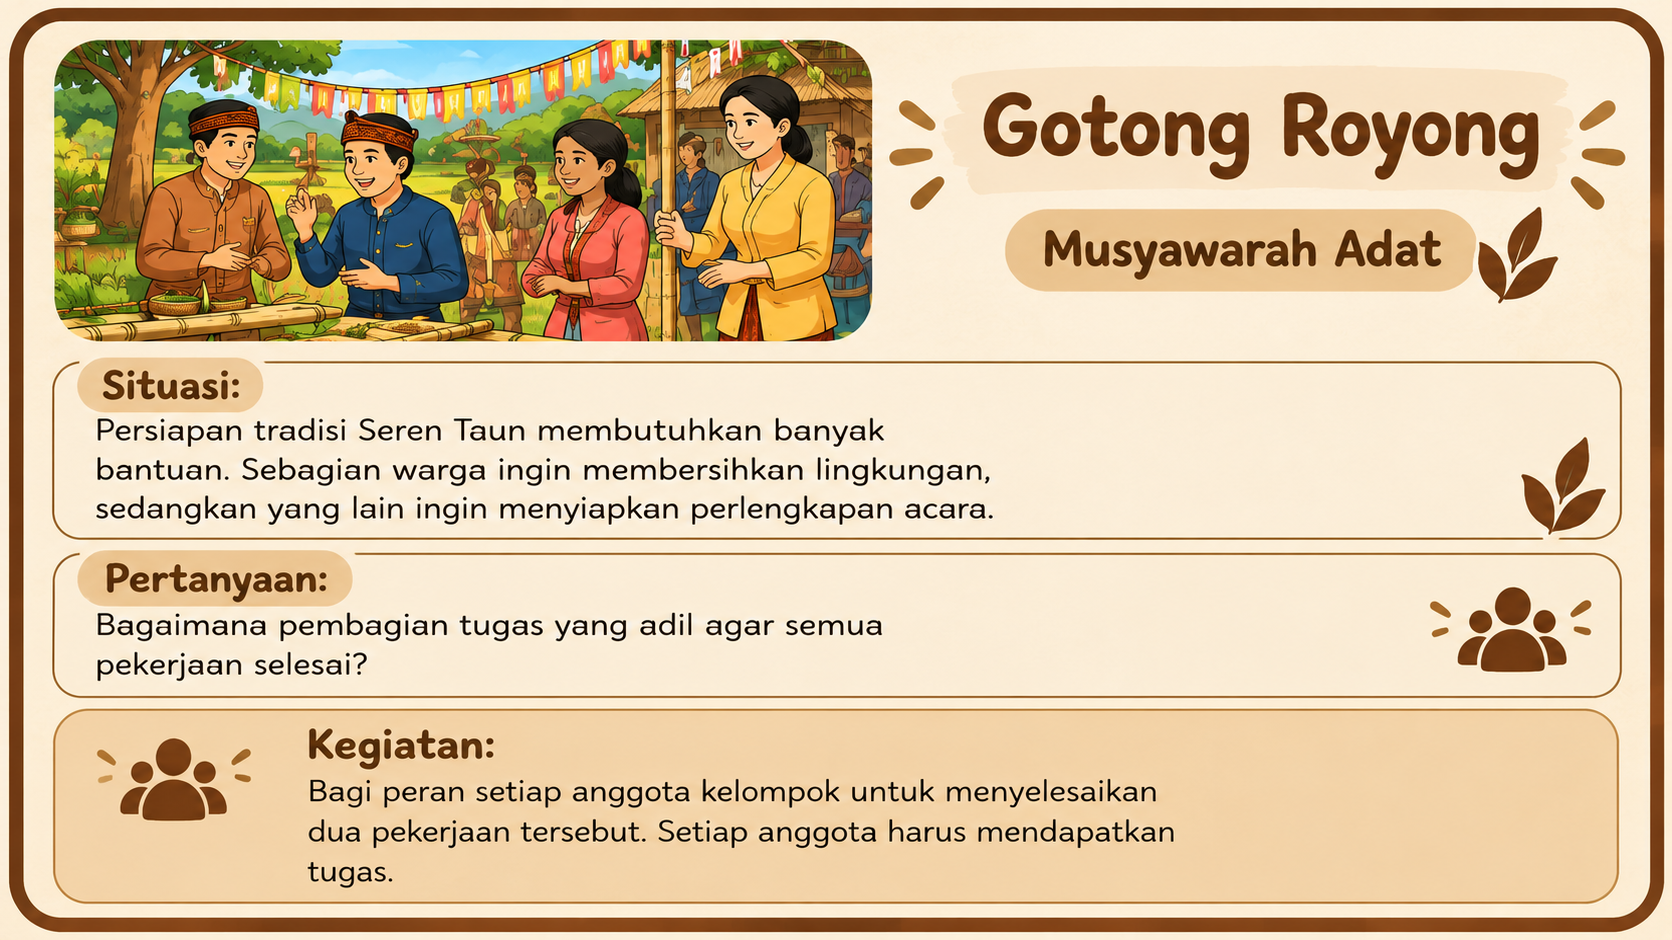 Gotong Royong
Musyawarah Adat
Situasi:
Persiapan tradisi Seren Taun membutuhkan banyak
bantuan. Sebagian warga ingin membersihkan lingkungan,
sedangkan yang lain ingin menyiapkan perlengkapan acara.
Pertanyaan:
Bagaimana pembagian tugas yang adil agar semua
pekerjaan selesai?
Kegiatan:
Bagi peran setiap anggota kelompok untuk menyelesaikan
dua pekerjaan tersebut. Setiap anggota harus mendapatkan
tugas.